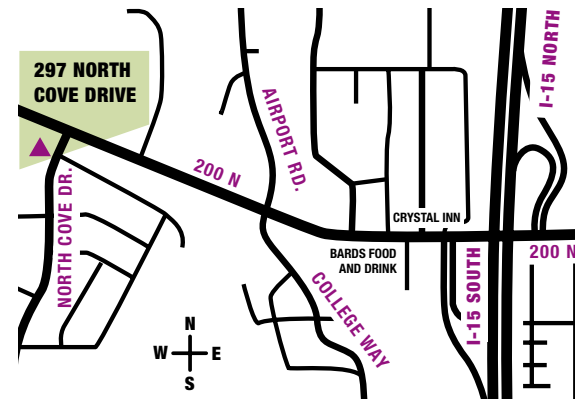 297 NORTH
COVE DRIVE
I-15 NORTH
AIRPORT RD.
200 N
NORTH COVE DR.
CRYSTAL INN
BARDS FOOD
AND DRINK
200 N
I-15 SOUTH
COLLEGE WAY
N
W E
S